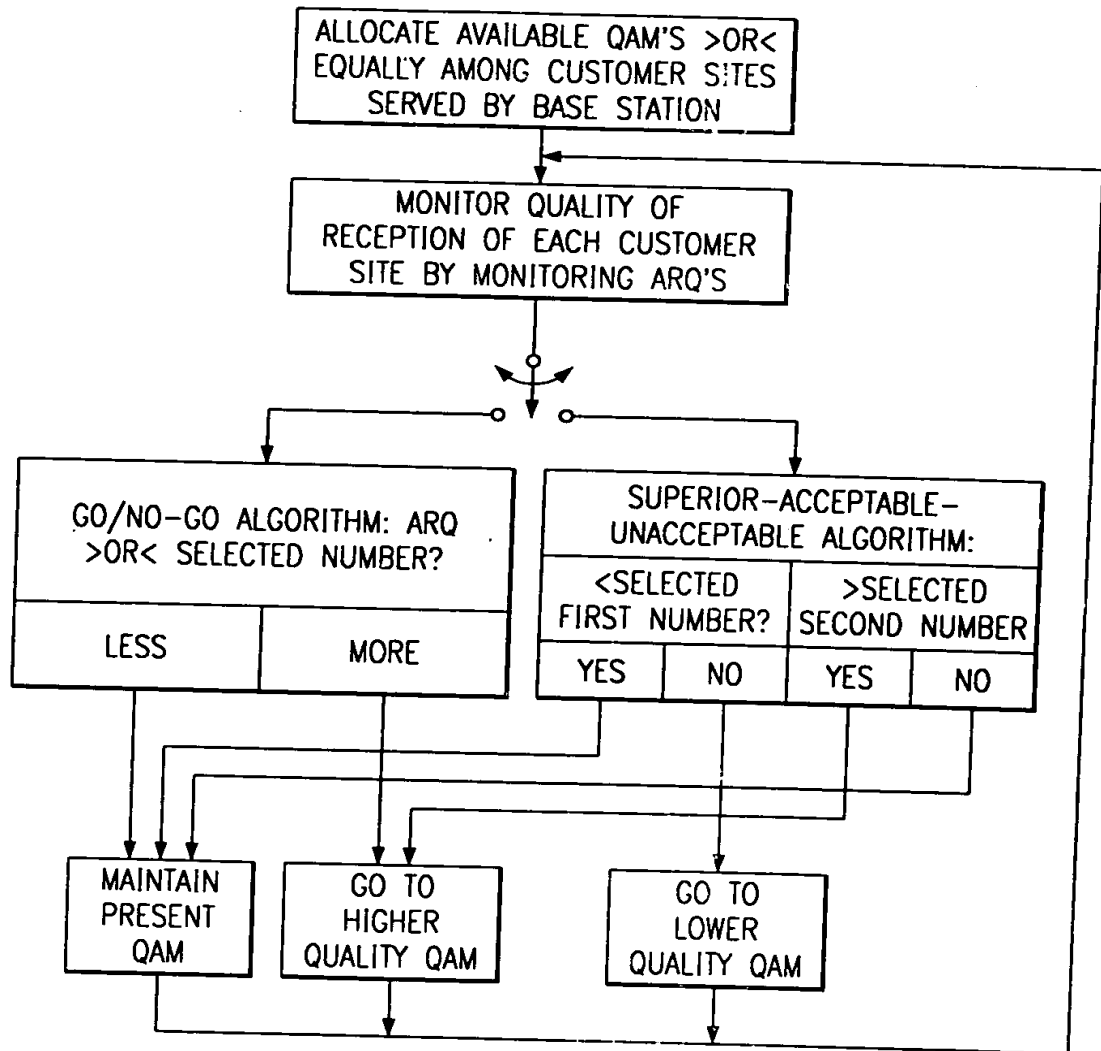 ALLOCATE AVAILABLE QAM'S >OR<
EQUALLY AMONG CUSTOMER SITES
SERVED BY BASE STATION
MONITOR QUALITY OF
RECEPTION OF EACH CUSTOMER
SITE BY MONITORING ARQ'S
GO/NO-GO ALGORITHM: ARQ
>OR< SELECTED NUMBER?
LESS
MORE
SUPERIOR-ACCEPTABLE-
UNACCEPTABLE ALGORITHM:
<SELECTED
FIRST NUMBER?
>SELECTED
SECOND NUMBER
YES
NO
YES
NO
MAINTAIN
PRESENT
QAM
GO TO
HIGHER
QUALITY QAM
GO TO
LOWER
QUALITY QAM